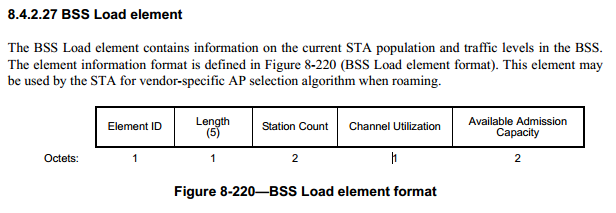 8.4.2.27 BSS Load element
The BSS Load element contains information on the current STA population and traffic levels in the BSS.
The element information format is defined in Figure 8-220 (BSS Load element format). This element may
be used by the STA for vendor-specific AP selection algorithm when roaming.
Element ID Length (5) Station Count Channel Utilization Available Admission Capacity
Octets: 1 1 2 1 2
Figure 8-220—BSS Load element format